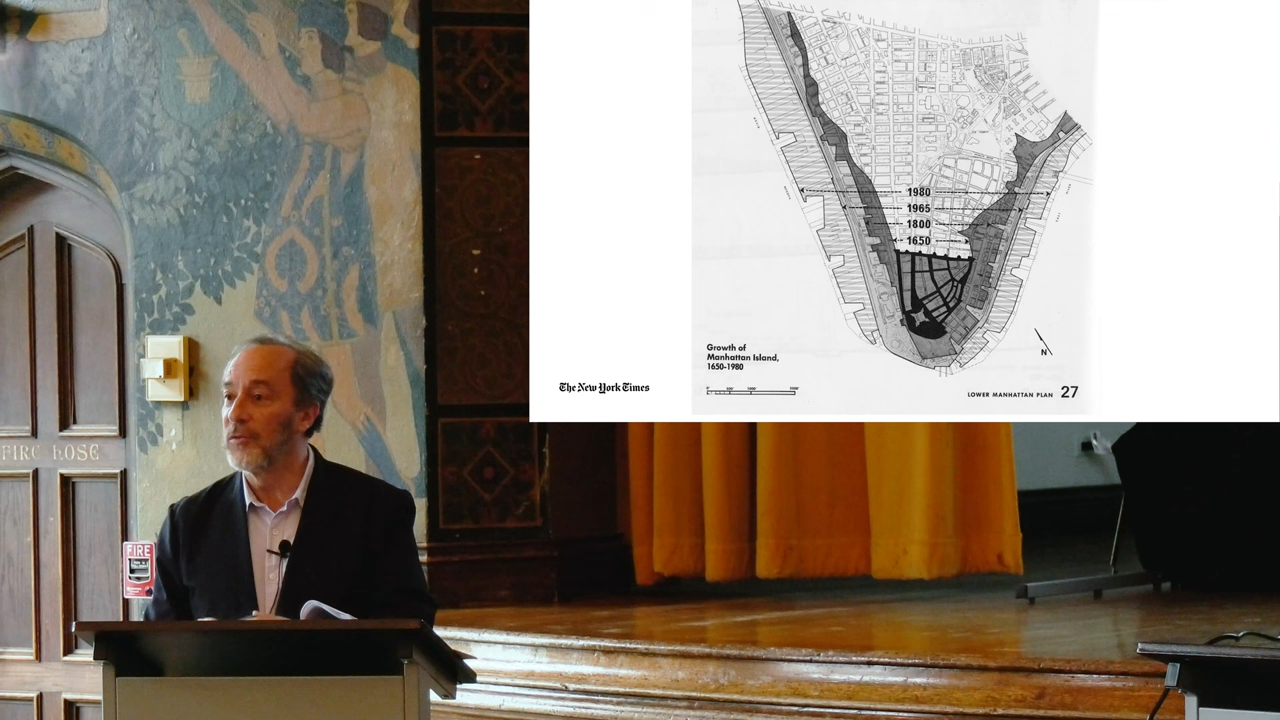 FIRE HOSE
FIRE
1980
1965
1800
1650
Growth of
Manhattan Island,
1650-1980
N
The New York Times
LOWER MANHATTAN PLAN 27